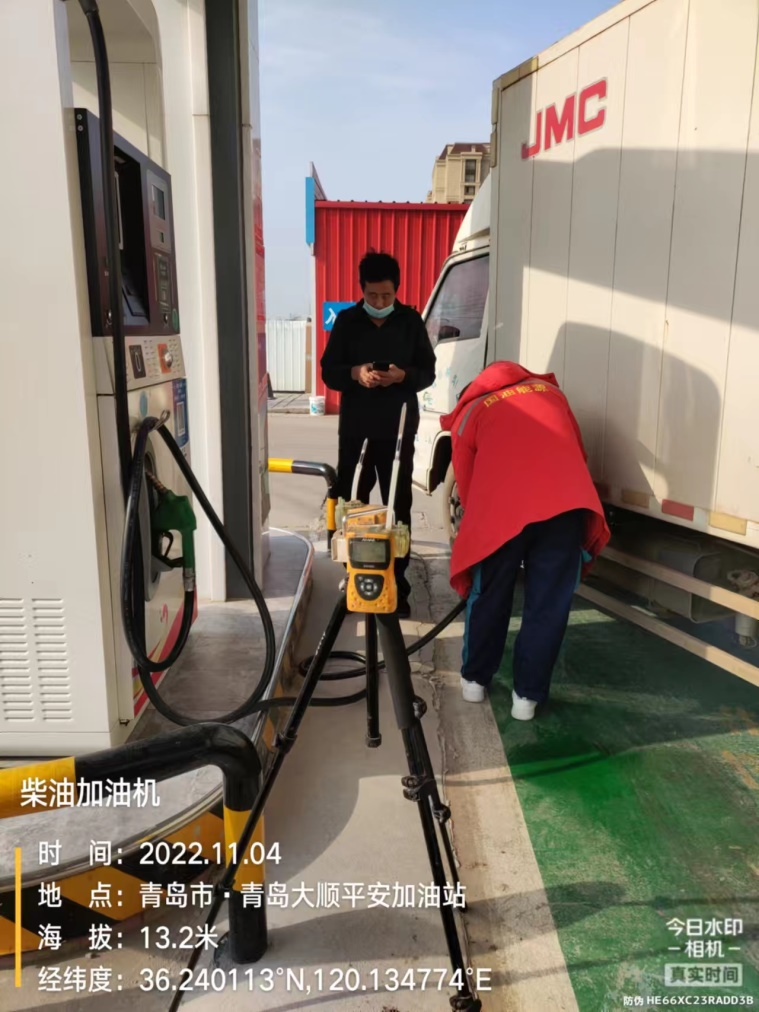 JMC
柴油加油机
时 间：2022.11.04
地 点：青岛市·青岛大顺平安加油站
海 拔：13.2米
经纬度：36.240113°N,120.134774°E
今日水印
-相机-
真实时间
防伪 HE66XC23RADD3B